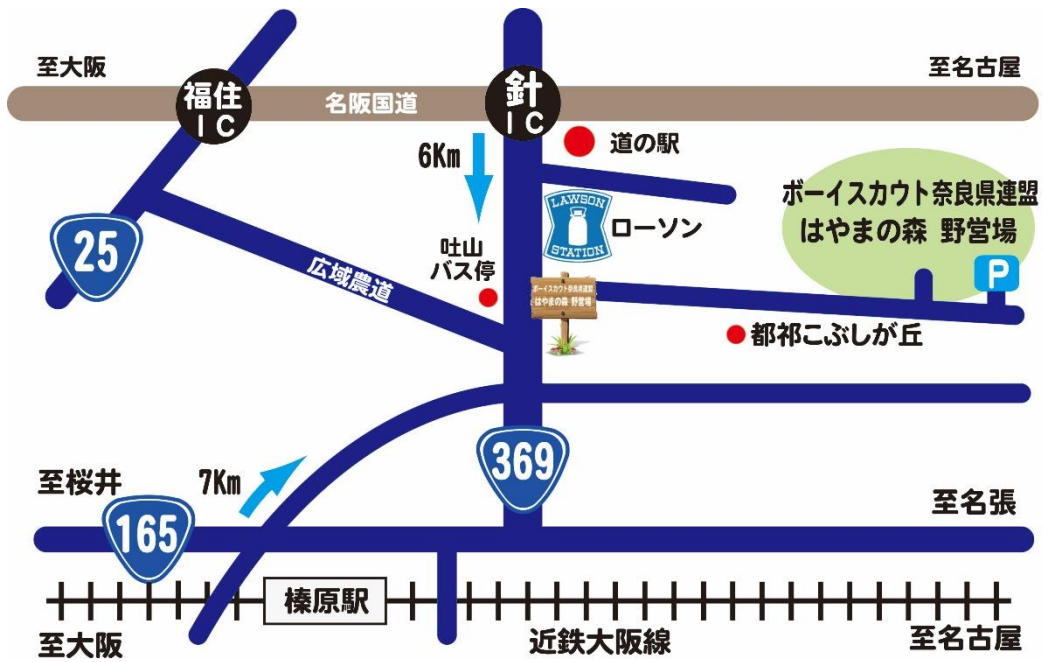 至大阪
福住
IC
名阪国道
針
IC
至名古屋
6Km
道の駅
LAWSON
STATION
ローソン
ボーイスカウト奈良県連盟
はやまの森 野営場
P
25
広域農道
吐山
バス停
ボーイスカウト奈良県連盟
はやまの森 野営場
都祁こぶしが丘
369
至桜井
7Km
165
至名張
榛原駅
至大阪
近鉄大阪線
至名古屋